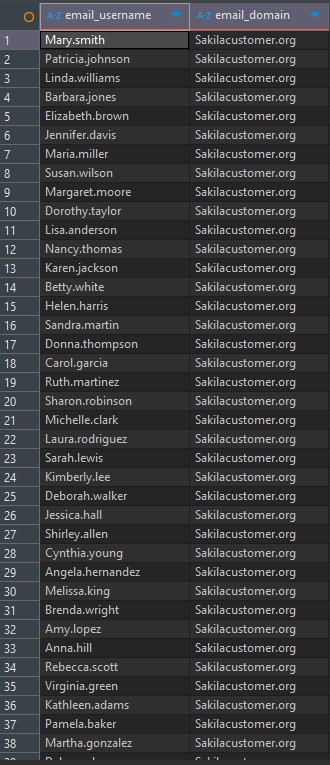 A-Z email_username A-Z email_domain
1 Mary.smith Sakilacustomer.org
2 Patricia.johnson Sakilacustomer.org
3 Linda.williams Sakilacustomer.org
4 Barbara.jones Sakilacustomer.org
5 Elizabeth.brown Sakilacustomer.org
6 Jennifer.davis Sakilacustomer.org
7 Maria.miller Sakilacustomer.org
8 Susan.wilson Sakilacustomer.org
9 Margaret.moore Sakilacustomer.org
10 Dorothy.taylor Sakilacustomer.org
11 Lisa.anderson Sakilacustomer.org
12 Nancy.thomas Sakilacustomer.org
13 Karen.jackson Sakilacustomer.org
14 Betty.white Sakilacustomer.org
15 Helen.harris Sakilacustomer.org
16 Sandra.martin Sakilacustomer.org
17 Donna.thompson Sakilacustomer.org
18 Carol.garcia Sakilacustomer.org
19 Ruth.martinez Sakilacustomer.org
20 Sharon.robinson Sakilacustomer.org
21 Michelle.clark Sakilacustomer.org
22 Laura.rodriguez Sakilacustomer.org
23 Sarah.lewis Sakilacustomer.org
24 Kimberly.lee Sakilacustomer.org
25 Deborah.walker Sakilacustomer.org
26 Jessica.hall Sakilacustomer.org
27 Shirley.allen Sakilacustomer.org
28 Cynthia.young Sakilacustomer.org
29 Angela.hernandez Sakilacustomer.org
30 Melissa.king Sakilacustomer.org
31 Brenda.wright Sakilacustomer.org
32 Amy.lopez Sakilacustomer.org
33 Anna.hill Sakilacustomer.org
34 Rebecca.scott Sakilacustomer.org
35 Virginia.green Sakilacustomer.org
36 Kathleen.adams Sakilacustomer.org
37 Pamela.baker Sakilacustomer.org
38 Martha.gonzalez Sakilacustomer.org